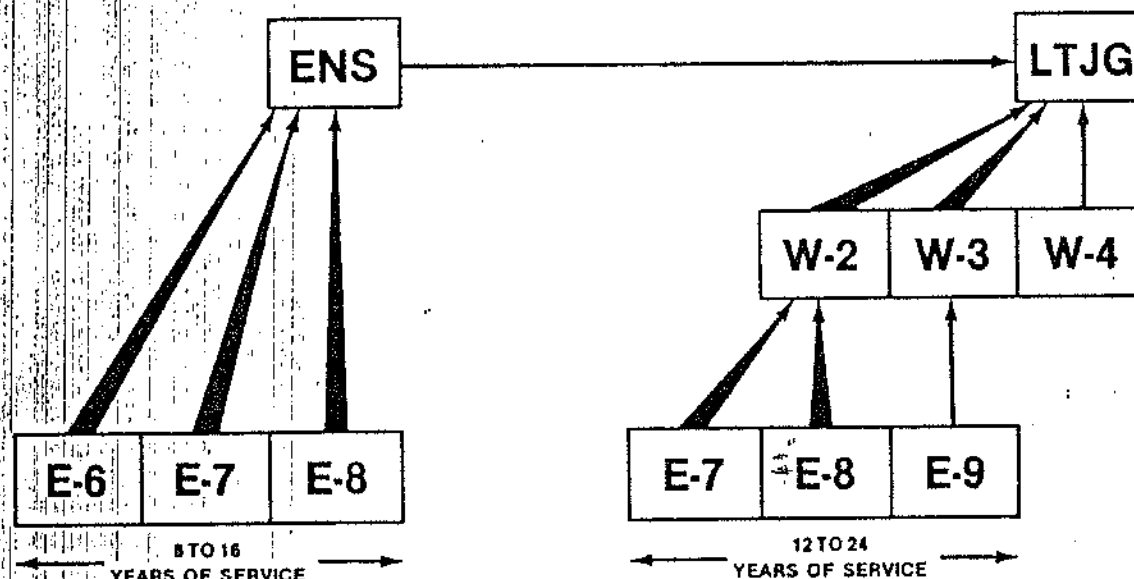 ENS
LTJG
W-2 W-3 W-4
E-6 E-7 E-8
E-7 E-8 E-9
8 TO 16
YEARS OF SERVICE
12 TO 24
YEARS OF SERVICE